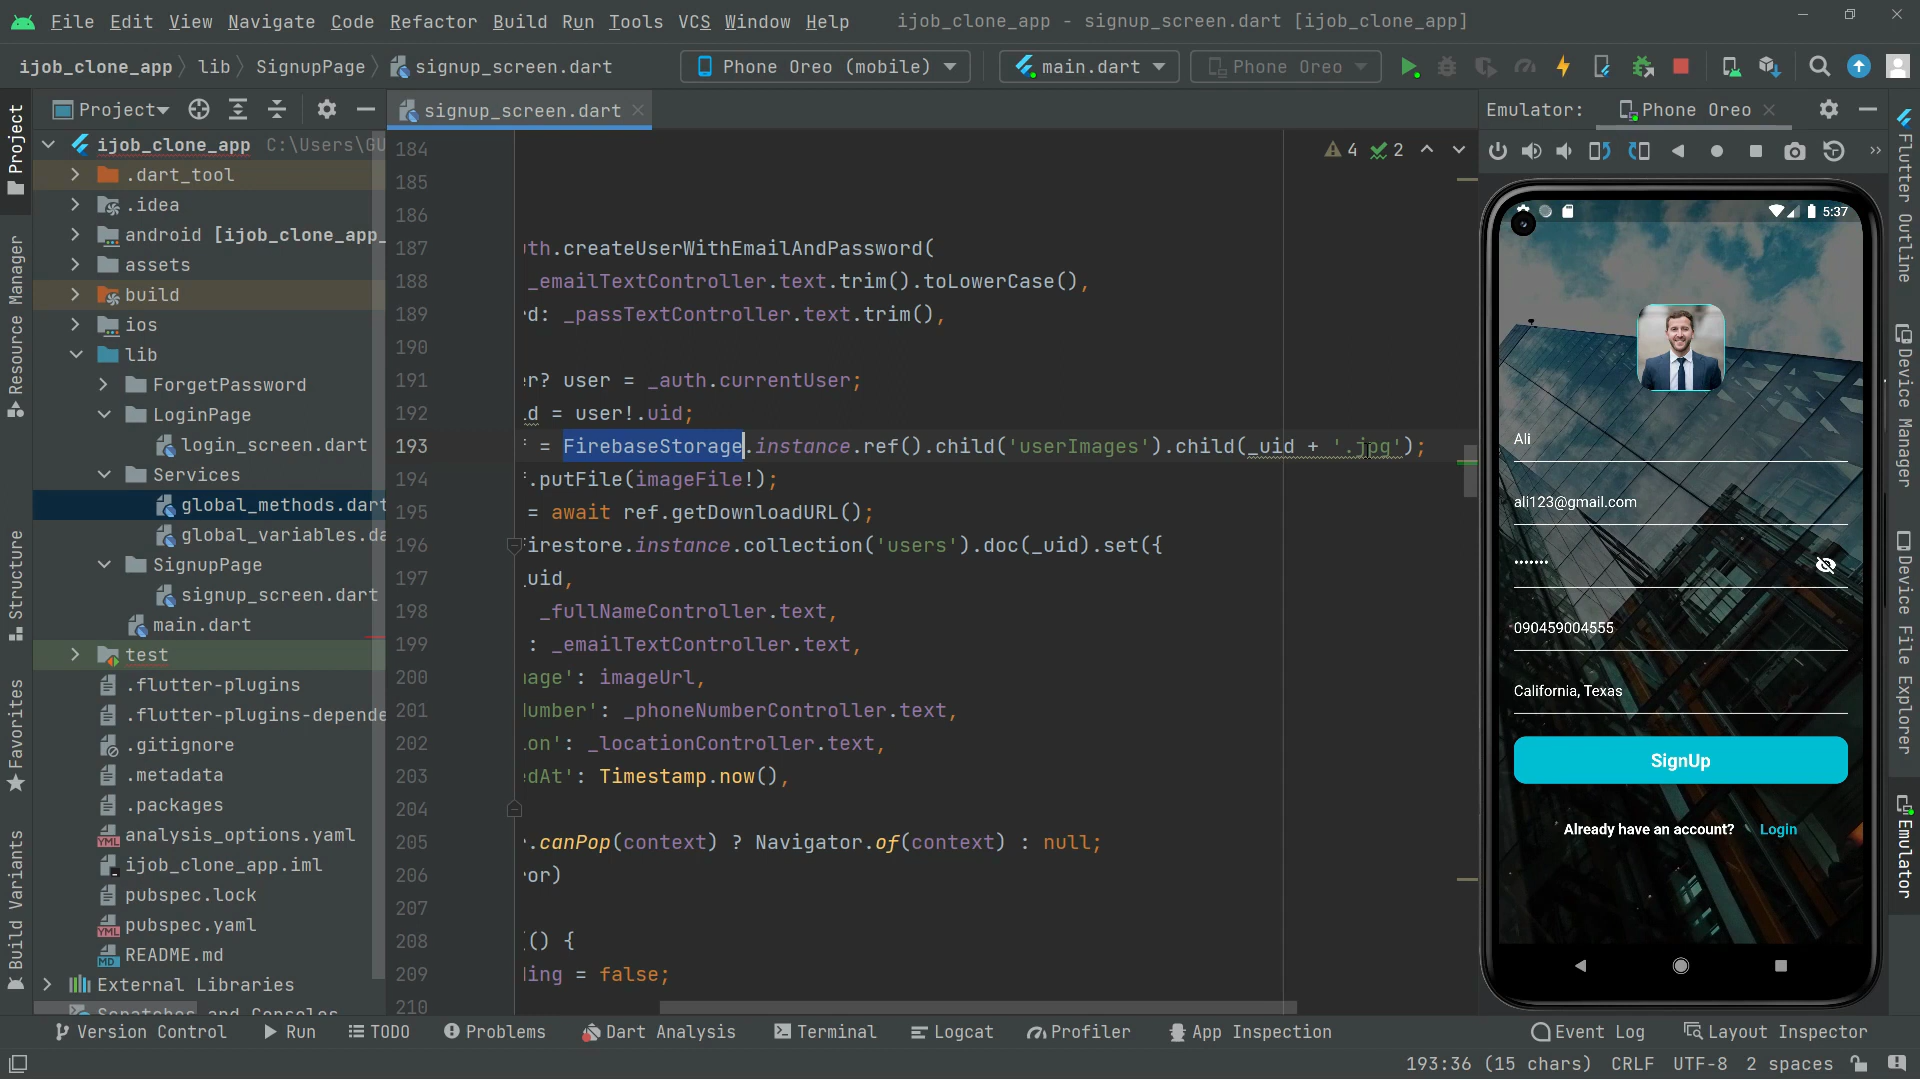 File Edit View Navigate Code Refactor Build Run Tools VCS Window Help ijob_clone_app - signup_screen.dart [ijob_clone_app]
ijob_clone_app lib SignupPage signup_screen.dart Phone Oreo (mobile) main.dart Phone Oreo
Project signup_screen.dart Emulator: Phone Oreo
ijob_clone_app C:\Users\GU
.dart_tool
.idea
android [ijob_clone_app_
assets
build
ios
lib
ForgetPassword
LoginPage
login_screen.dart
Services
global_methods.dart
global_variables.da
SignupPage
signup_screen.dart
main.dart
test
.flutter-plugins
.flutter-plugins-depende
.gitignore
.metadata
.packages
analysis_options.yaml
ijob_clone_app.iml
pubspec.lock
pubspec.yaml
README.md
External Libraries
Scratches and Consoles
Project
Resource Manager
Structure
Favorites
Build Variants
4 2
184
185
186
187 th.createUserWithEmailAndPassword(
188 _emailTextController.text.trim().toLowerCase(),
189 d: _passTextController.text.trim(),
190
191 r? user = _auth.currentUser;
192 d = user!.uid;
193 = FirebaseStorage.instance.ref().child('userImages').child(_uid + '.jpg');
194 .putFile(imageFile!);
195 = await ref.getDownloadURL();
196 irestore.instance.collection('users').doc(_uid).set({
197 uid,
198 _fullNameController.text,
199 : _emailTextController.text,
200 age': imageUrl,
201 umber': _phoneNumberController.text,
202 on': _locationController.text,
203 dAt': Timestamp.now(),
204
205 .canPop(context) ? Navigator.of(context) : null;
206 or)
207
208 () {
209 ding = false;
210
5:37
Ali
ali123@gmail.com
•••••••
090459004555
California, Texas
SignUp
Already have an account? Login
Flutter Outline
Device Manager
Device File Explorer
Emulator
Version Control Run TODO Problems Dart Analysis Terminal Logcat Profiler App Inspection Event Log Layout Inspector
193:36 (15 chars) CRLF UTF-8 2 spaces